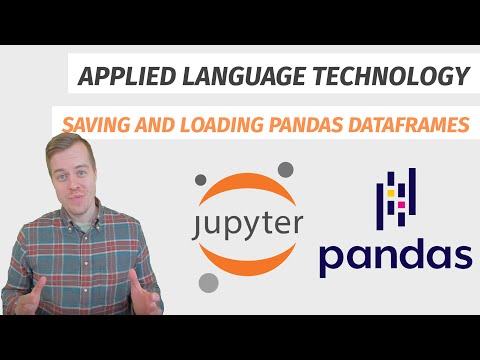 APPLIED LANGUAGE TECHNOLOGY
SAVING AND LOADING PANDAS DATAFRAMES
jupyter
pandas